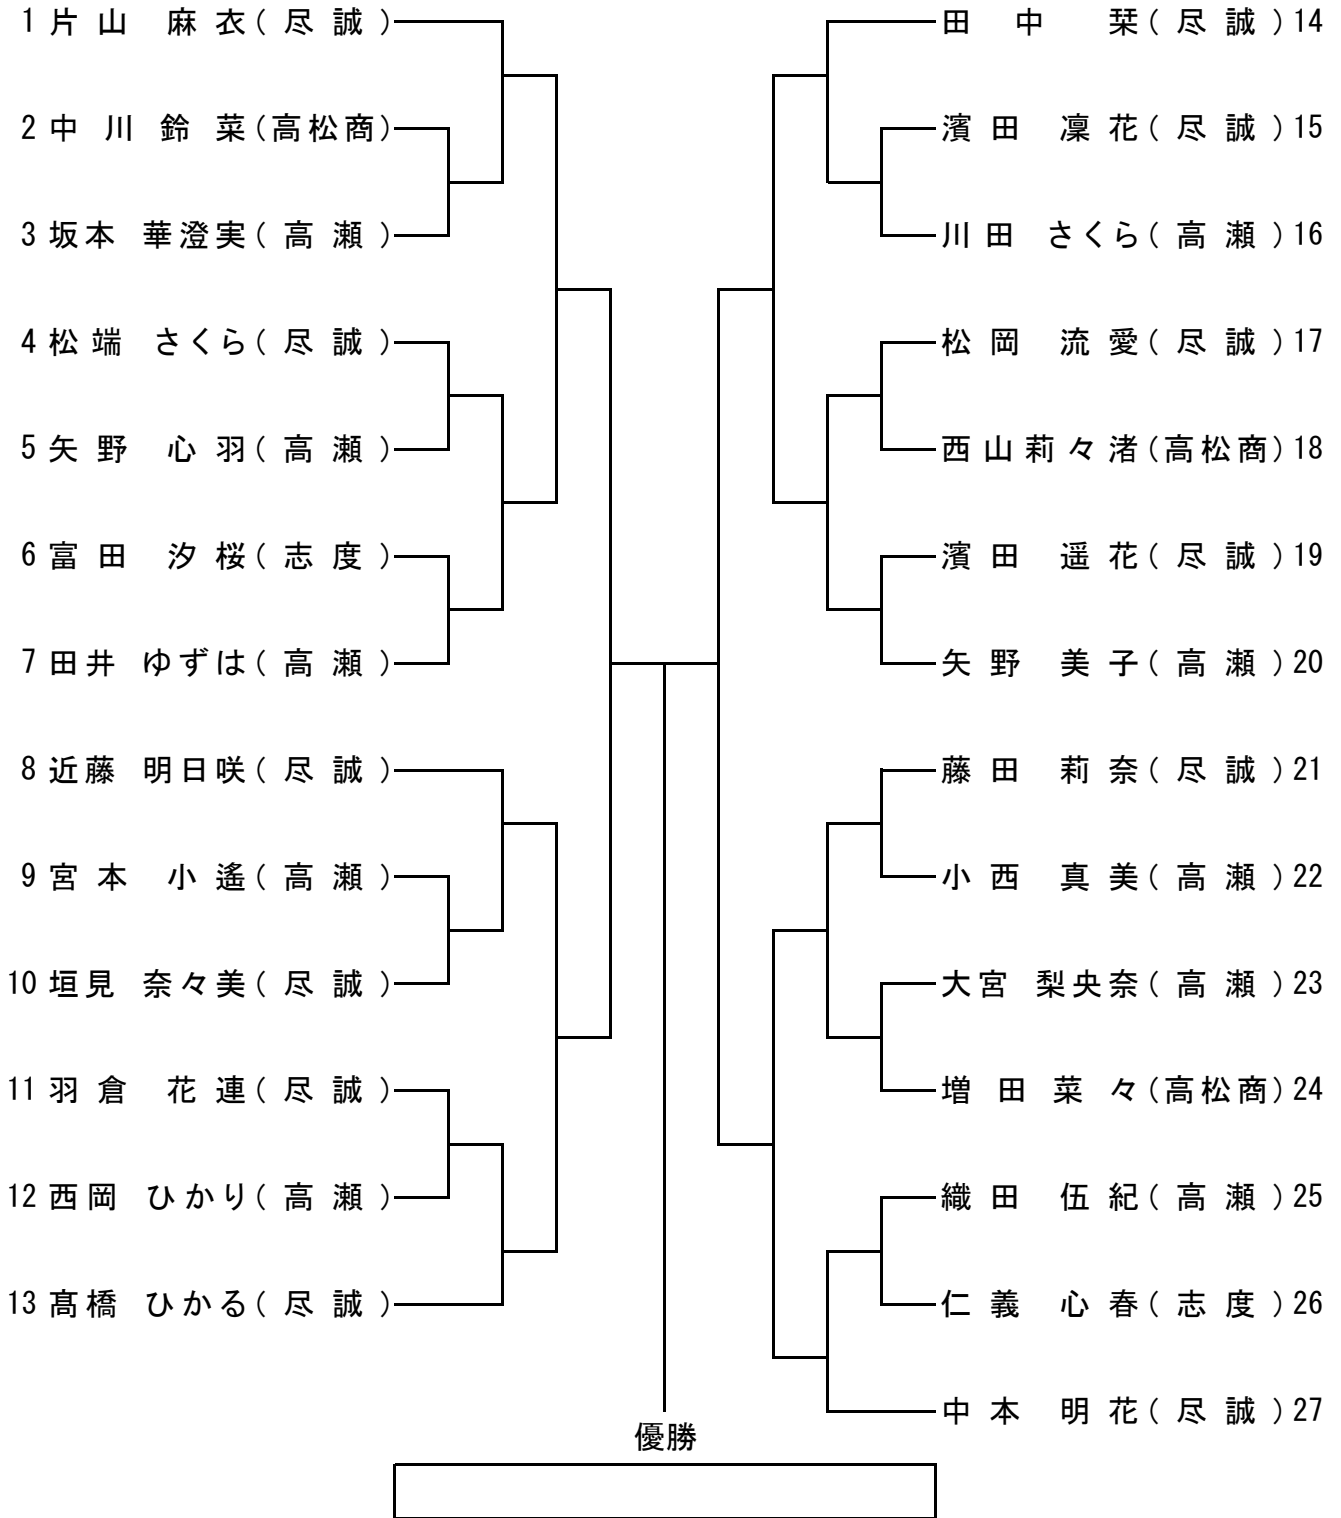 1 片山 麻衣(尽誠)
2 中川鈴菜(高松商)
3 坂本 華澄実(高瀬)
4 松端 さくら(尽誠)
5 矢野 心羽(高瀬)
6 富田 汐桜(志度)
7 田井 ゆずは(高瀬)
8 近藤 明日咲(尽誠)
9 宮本 小遙(高瀬)
10 垣見 奈々美(尽誠)
11 羽倉 花連(尽誠)
12 西岡 ひかり(高瀬)
13 髙橋 ひかる(尽誠)
田中 栞(尽誠)14
濱田 凜花(尽誠)15
川田 さくら(高瀬)16
松岡 流愛(尽誠)17
西山莉々渚(高松商)18
濱田 遥花(尽誠)19
矢野 美子(高瀬)20
藤田 莉奈(尽誠)21
小西 真美(高瀬)22
大宮 梨央奈(高瀬)23
増田菜々(高松商)24
織田 伍紀(高瀬)25
仁義 心春(志度)26
中本 明花(尽誠)27
優勝